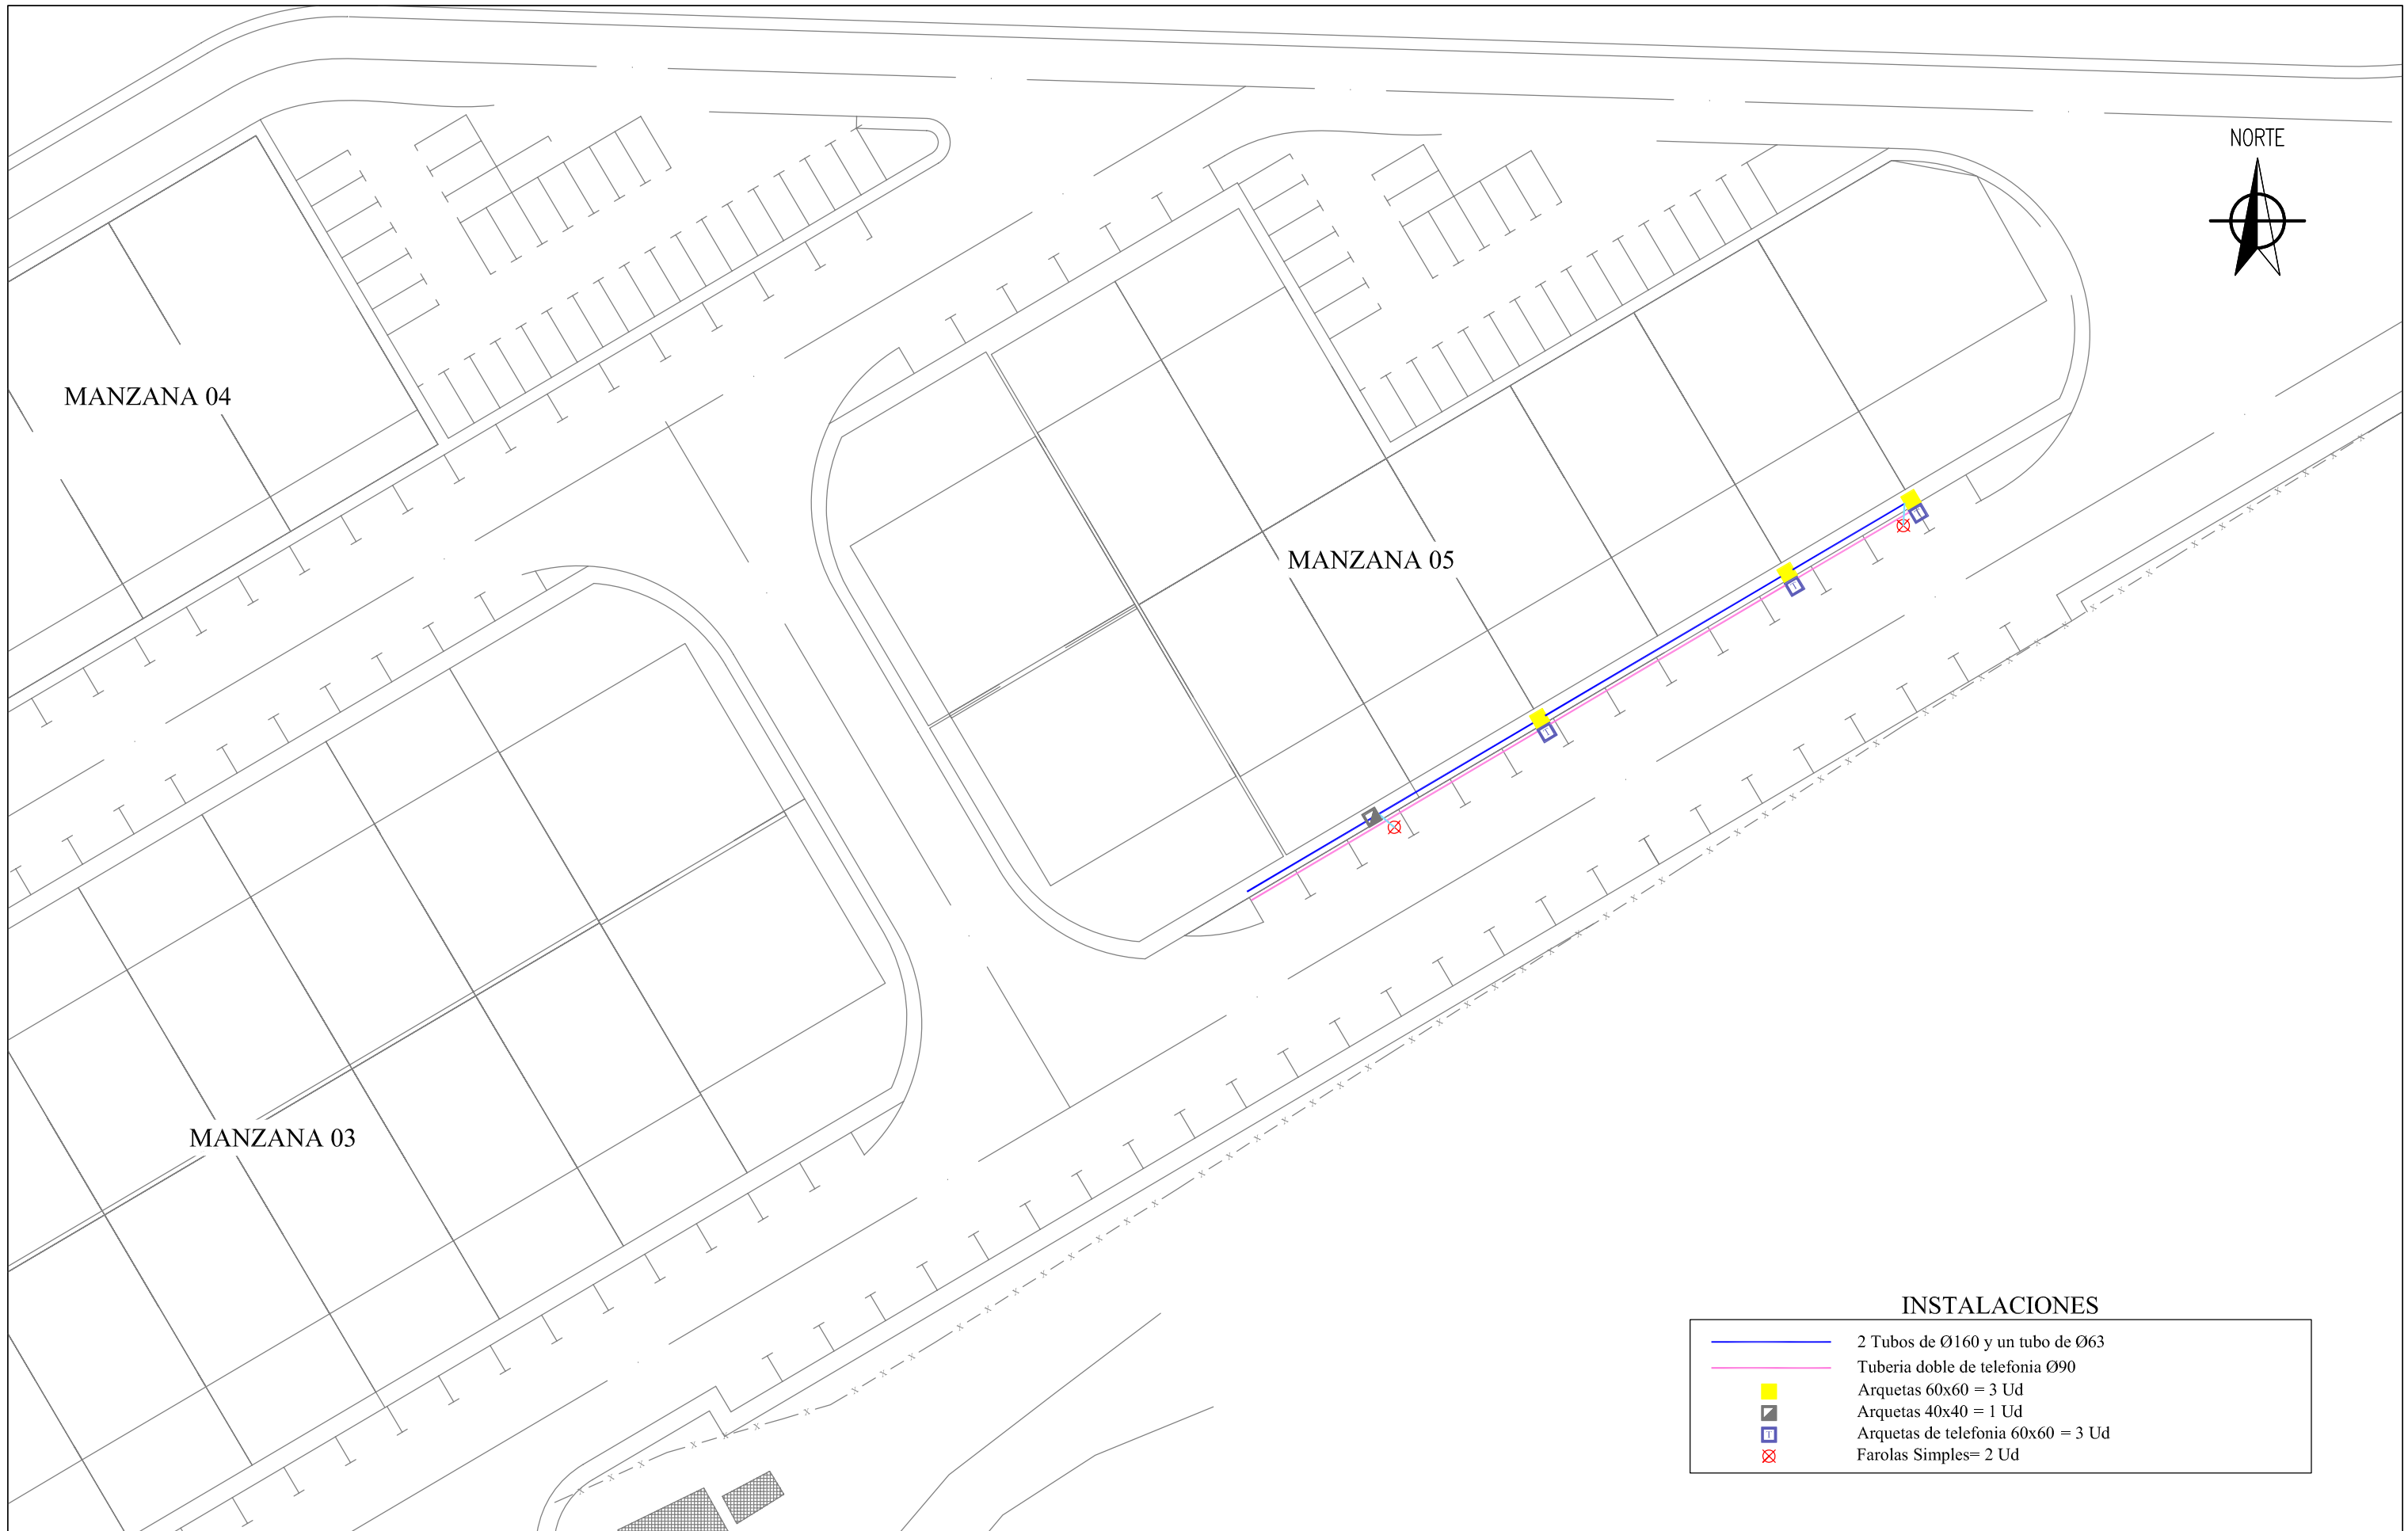 NORTE
MANZANA 04
MANZANA 05
MANZANA 03
INSTALACIONES
2 Tubos de Ø160 y un tubo de Ø63
Tuberia doble de telefonia Ø90
Arquetas 60x60 = 3 Ud
Arquetas 40x40 = 1 Ud
T Arquetas de telefonia 60x60 = 3 Ud
Farolas Simples= 2 Ud